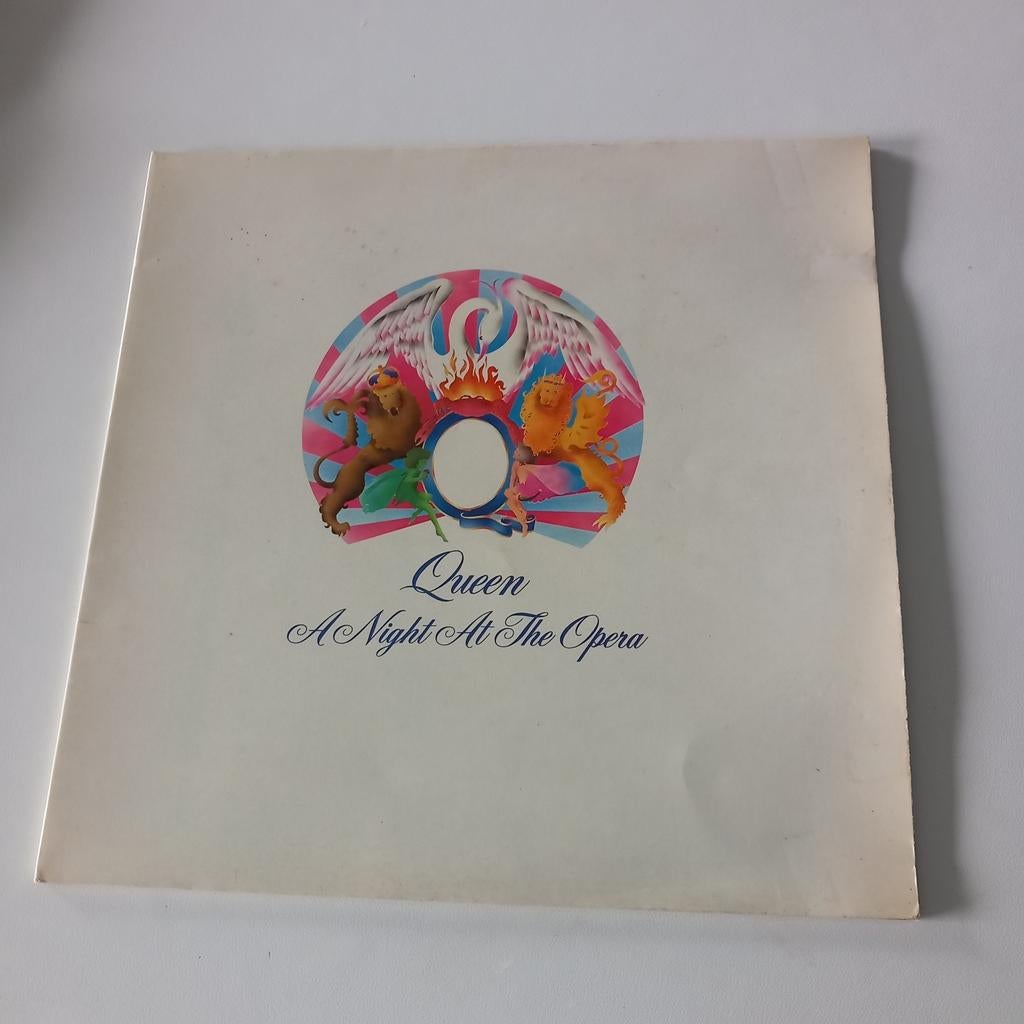 Queen
A Night At The Opera